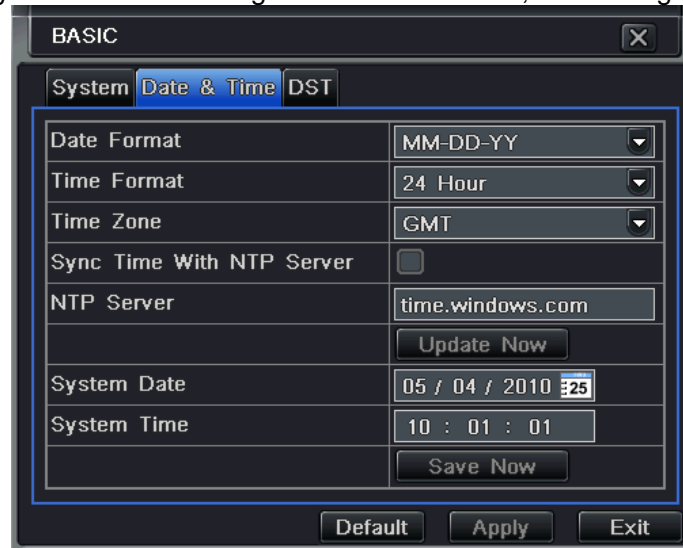 BASIC
System Date & Time DST
Date Format MM-DD-YY
Time Format 24 Hour
Time Zone GMT
Sync Time With NTP Server
NTP Server time.windows.com
Update Now
System Date 05 / 04 / 2010 25
System Time 10 : 01 : 01
Save Now
Default Apply Exit